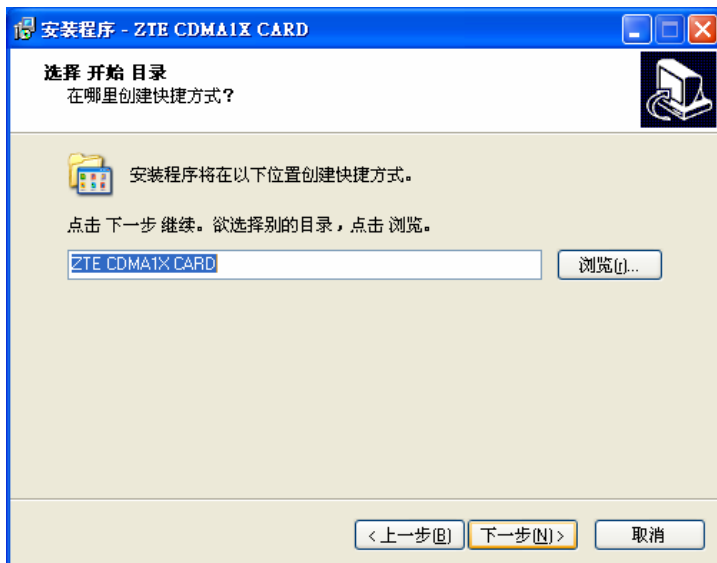 安装程序 - ZTE CDMA1X CARD
选择 开始 目录
在哪里创建快捷方式？
安装程序将在以下位置创建快捷方式。
点击 下一步 继续。欲选择别的目录，点击 浏览。
ZTE CDMA1X CARD
浏览(r)...
<上一步(B)
下一步(N)>
取消